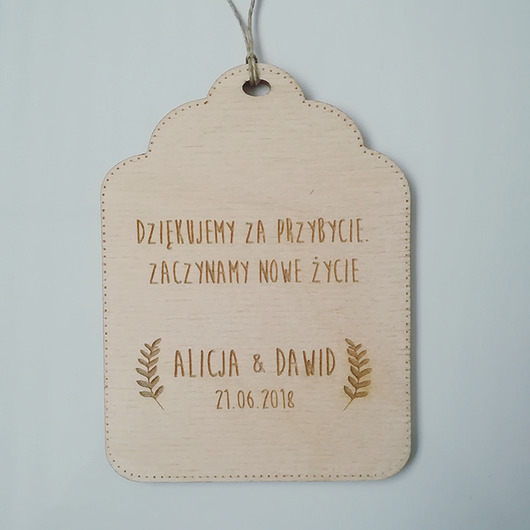 DZIĘKUJEMY ZA PRZYBYCIE.
ZACZYNAMY NOWE ŻYCIE
ALICJA & DAWID
21.06.2018